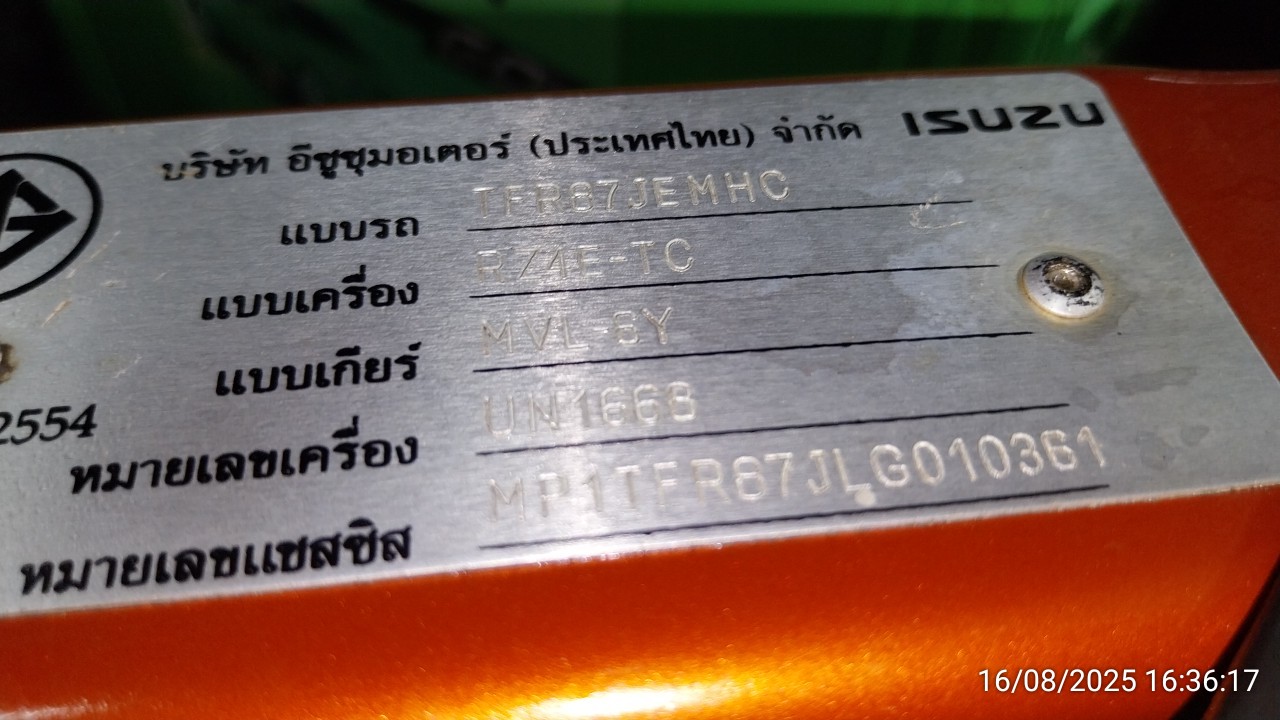 บริษัท อีซูซุมอเตอร์ (ประเทศไทย) จำกัด ISUZU
แบบรถ TFR87JEMHC
แบบเครื่อง RZ4E-TC
แบบเกียร์ MVL-6Y
2554
หมายเลขเครื่อง UN1668
หมายเลขแชสซิส MP1TFR87JLG010361
16/08/2025 16:36:17